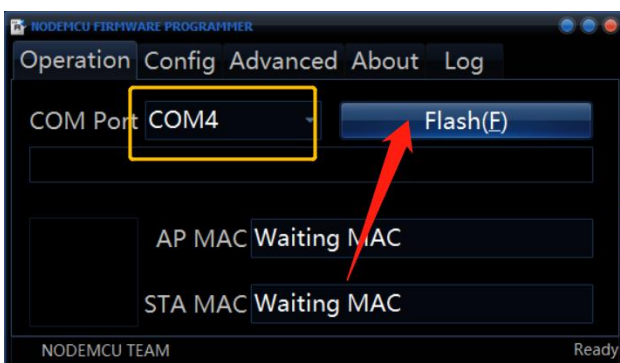 NODEMCU FIRMWARE PROGRAMMER
Operation Config Advanced About Log
COM Port COM4 Flash(F)
AP MAC Waiting MAC
STA MAC Waiting MAC
NODEMCU TEAM Ready